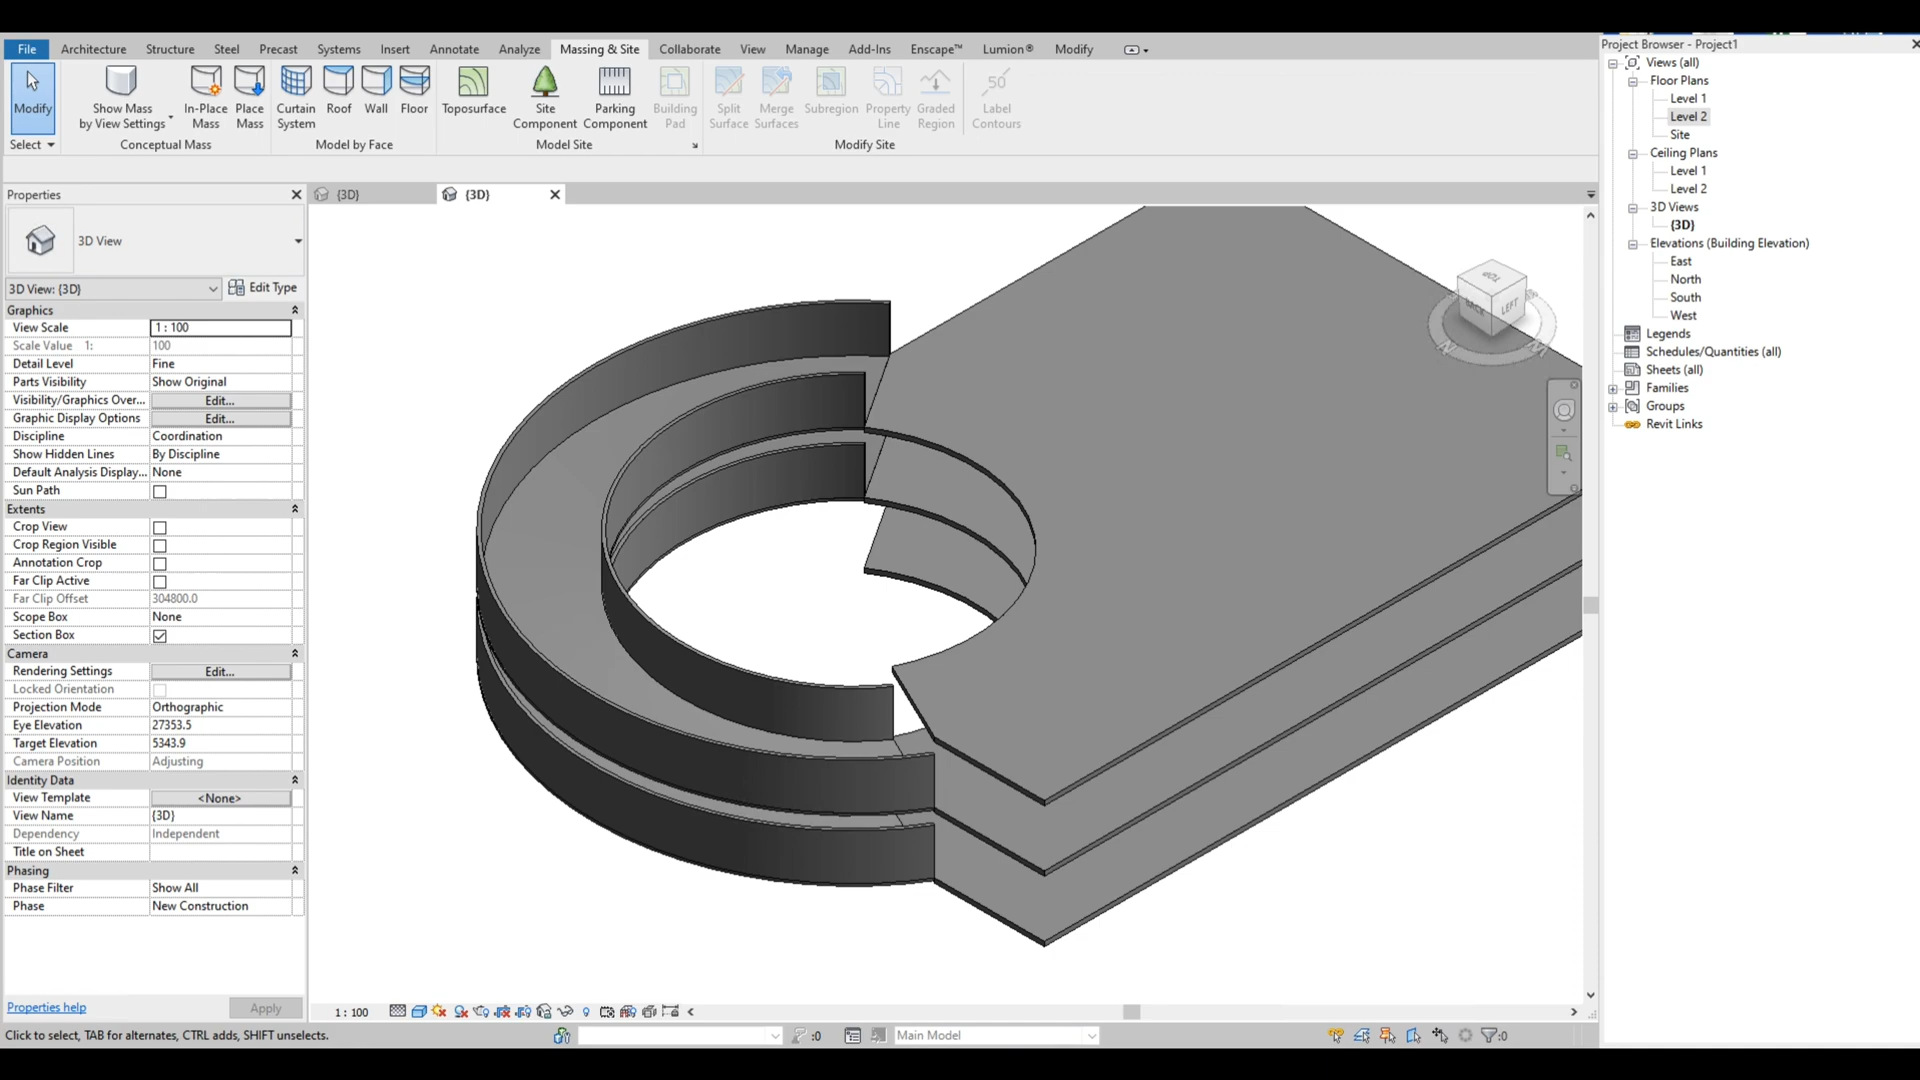 File Architecture Structure Steel Precast Systems Insert Annotate Analyze Massing & Site Collaborate View Manage Add-Ins Enscape™ Lumion® Modify
Modify
Select
Show Mass
by View Settings
In-Place
Mass
Place
Mass
Conceptual Mass
Curtain
System
Roof
Wall
Floor
Model by Face
Toposurface
Site
Component
Parking
Component
Building
Pad
Model Site
Split
Surface
Merge
Surfaces
Subregion
Property
Line
Graded
Region
50
Label
Contours
Modify Site
Properties
3D View
3D View: {3D}
Edit Type
Graphics
View Scale 1 : 100
Scale Value 1: 100
Detail Level Fine
Parts Visibility Show Original
Visibility/Graphics Over... Edit...
Graphic Display Options Edit...
Discipline Coordination
Show Hidden Lines By Discipline
Default Analysis Display... None
Sun Path
Extents
Crop View
Crop Region Visible
Annotation Crop
Far Clip Active
Far Clip Offset 304800.0
Scope Box None
Section Box
Camera
Rendering Settings Edit...
Locked Orientation
Projection Mode Orthographic
Eye Elevation 27353.5
Target Elevation 5343.9
Camera Position Adjusting
Identity Data
View Template <None>
View Name {3D}
Dependency Independent
Title on Sheet
Phasing
Phase Filter Show All
Phase New Construction
Properties help
Apply
{3D}
{3D}
TOP
BACK
LEFT
1 : 100
Click to select, TAB for alternates, CTRL adds, SHIFT unselects.
:0
Main Model
:0
Project Browser - Project1
Views (all)
Floor Plans
Level 1
Level 2
Site
Ceiling Plans
Level 1
Level 2
3D Views
{3D}
Elevations (Building Elevation)
East
North
South
West
Legends
Schedules/Quantities (all)
Sheets (all)
Families
Groups
Revit Links